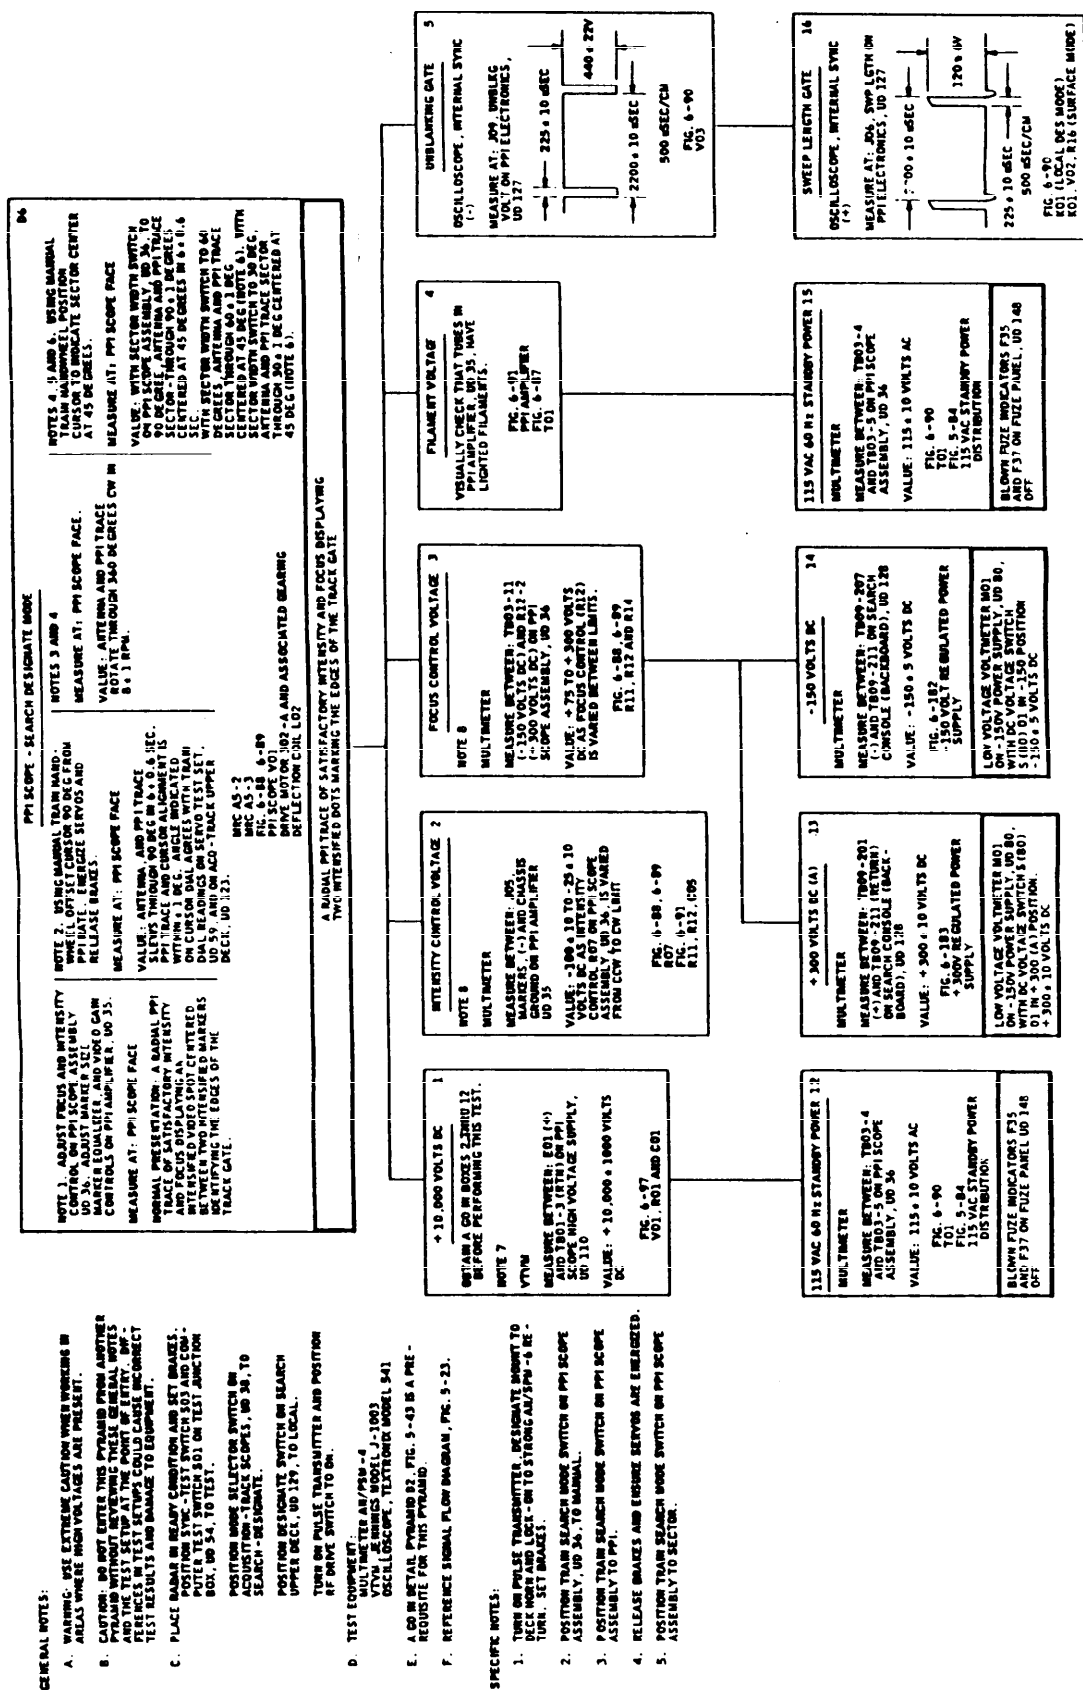 GENERAL NOTES:
A. WARNING: USE EXTREME CAUTION WHEN WORKING IN
AREAS WHERE HIGH VOLTAGES ARE PRESENT.
B. CAUTION: DO NOT ENTER THIS PYRAMID FROM ANOTHER
PYRAMID WITHOUT REVIEWING THESE GENERAL NOTES
AND THE TEST SETUP AT THE POINT OF ENTRY. DIF-
FERENCES IN TEST SETUPS COULD CAUSE INCORRECT
TEST RESULTS AND DAMAGE TO EQUIPMENT.
C. PLACE RADAR IN READY CONDITION AND SET BRAKES.
POSITION SYNC-TEST SWITCH S03 AND COM-
PUTER TEST SWITCH S01 ON TEST JUNCTION
BOX, UD 54, TO TEST.
POSITION MODE SELECTOR SWITCH ON
ACQUISITION-TRACK SCOPES, UD 38, TO
SEARCH-DESIGNATE.
POSITION DESIGNATE SWITCH ON SEARCH
UPPER DECK, UD 129, TO LOCAL.
TURN ON PULSE TRANSMITTER AND POSITION
RF DRIVE SWITCH TO ON.
D. TEST EQUIPMENT:
MULTIMETER AN/PSM-4
VTVM JENNINGS MODEL J-1003
OSCILLOSCOPE, TEXTRONIX MODEL 541
E. A GO IN DETAIL PYRAMID B2, FIG. 5-43 IS A PRE-
REQUISITE FOR THIS PYRAMID.
F. REFERENCE SIGNAL FLOW DIAGRAM, FIG. 5-23.
SPECIFIC NOTES:
1. TURN ON PULSE TRANSMITTER, DESIGNATE MOUNT TO
DECK HORN AND LOCK-ON TO STRONG AN/SPW-6 RE-
TURN. SET BRAKES.
2. POSITION TRAIN SEARCH MODE SWITCH ON PPI SCOPE
ASSEMBLY, UD 36, TO MANUAL.
3. POSITION TRAIN SEARCH MODE SWITCH ON PPI SCOPE
ASSEMBLY TO PPI.
4. RELEASE BRAKES AND ENSURE SERVOS ARE ENERGIZED.
5. POSITION TRAIN SEARCH MODE SWITCH ON PPI SCOPE
ASSEMBLY TO SECTOR.
PPI SCOPE - SEARCH DESIGNATE MODE B6
NOTE 1. ADJUST FOCUS AND INTENSITY
CONTROL ON PPI SCOPE ASSEMBLY
UD 36. ADJUST MARKER SIZE
MARKER EQUALIZER, AND VIDEO GAIN
CONTROLS ON PPI AMPLIFIER, UD 35.
MEASURE AT: PPI SCOPE FACE
NORMAL PRESENTATION: A RADIAL PPI
TRACE OF SATISFACTORY INTENSITY
AND FOCUS DISPLAYING AN
INTENSIFIED VIDEO SPOT CENTERED
BETWEEN TWO INTENSIFIED MARKERS
IDENTIFYING THE EDGES OF THE
TRACK GATE.
NOTE 2. USING MANUAL TRAIN HAND-
WHEEL OFFSET CURSOR 90 DEG FROM
PPI DATE. ENERGIZE SERVOS AND
RELEASE BRAKES.
MEASURE AT: PPI SCOPE FACE
VALUE: ANTENNA, AND PPI TRACE
SLEWS THROUGH 90 DEG IN 6 ± 0.6 SEC.
PPI TRACE AND CURSOR ALIGNMENT IS
WITHIN ± 1 DEG. ANGLE INDICATED
ON CURSOR DIAL AGREES WITH TRAIN
DIAL READINGS ON SERVO TEST SET,
UD 59, AND ON ACQ-TRACK UPPER
DECK, UD 123.
NOTES 3 AND 4
MEASURE AT: PPI SCOPE FACE.
VALUE: ANTENNA AND PPI TRACE
ROTATE THROUGH 360 DEGREES CW IN
8 ± 1 RPM.
NOTES 4, 5 AND 6. USING MANUAL
TRAIN HANDWHEEL POSITION
CURSOR TO INDICATE SECTOR CENTER
AT 45 DEGREES.
MEASURE AT: PPI SCOPE FACE
VALUE: WITH SECTOR WIDTH SWITCH
ON PPI SCOPE ASSEMBLY, UD 36, TO
90 DEGREE, ANTENNA AND PPI TRACE
SECTOR THROUGH 90 ± 1 DEGREES
CENTERED AT 45 DEGREES IN 6 ± 0.6
SEC.
WITH SECTOR WIDTH SWITCH TO 60
DEGREES, ANTENNA AND PPI TRACE
SECTOR THROUGH 60 ± 1 DEG
CENTERED AT 45 DEG (NOTE 6). WITH
SECTOR WIDTH SWITCH TO 30 DEG,
ANTENNA AND PPI TRACE SECTOR
THROUGH 30 ± 1 DEG CENTERED AT
45 DEG (NOTE 6).
MRC A5-2
MRC A5-3
FIG. 6-88 6-89
PPI SCOPE V01
DRIVE MOTOR B02-A AND ASSOCIATED GEARING
DEFLECTION COIL L02
A RADIAL PPI TRACE OF SATISFACTORY INTENSITY AND FOCUS DISPLAYING
TWO INTENSIFIED DOTS MARKING THE EDGES OF THE TRACK GATE
+10,000 VOLTS DC 1
OBTAIN A GO IN BOXES 2 THRU 12
BEFORE PERFORMING THIS TEST.
NOTE 7
VTVM
MEASURE BETWEEN: E01 (+)
AND TB01-3 (RTN) ON PPI
SCOPE HIGH VOLTAGE SUPPLY,
UD 110
VALUE: +10,000 ± 1000 VOLTS
DC.
FIG. 6-97
V01, R01 AND C01
INTENSITY CONTROL VOLTAGE 2
NOTE 8
MULTIMETER
MEASURE BETWEEN: J05
MARKERS, (-) AND CHASSIS
GROUND ON PPI AMPLIFIER
UD 35
VALUE: -100 ± 10 TO -25 ± 10
VOLTS DC AS INTENSITY
CONTROL R07 ON PPI SCOPE
ASSEMBLY UD 36, IS VARIED
FROM CCW TO CW LIMIT
FIG. 6-88, 6-89
R07
FIG. 6-91
R11, R12, C05
FOCUS CONTROL VOLTAGE 3
NOTE 8
MULTIMETER
MEASURE BETWEEN: TB03-11
(-150 VOLTS DC) AND R12-2
(+300 VOLTS DC) ON PPI
SCOPE ASSEMBLY, UD 36
VALUE: +75 TO +300 VOLTS
DC AS FOCUS CONTROL (R12)
IS VARIED BETWEEN LIMITS.
FIG. 6-88, 6-89
R11, R12 AND R14
FILAMENT VOLTAGE 4
VISUALLY CHECK THAT TUBES IN
PPI AMPLIFIER, UD 35, HAVE
LIGHTED FILAMENTS.
FIG. 6-91
PPI AMPLIFIER
T01
UNBLANKING GATE 5
OSCILLOSCOPE, INTERNAL SYNC
(-)
MEASURE AT: J09, UNBLKG
VOLT ON PPI ELECTRONICS,
UD 127
225 ± 10 uSEC
440 ± 22V
2200 ± 10 uSEC
500 uSEC/CM
FIG. 6-90
V03
115 VAC 60 Hz STANDBY POWER 12
MULTIMETER
MEASURE BETWEEN: TB03-4
AND TB03-5 ON PPI SCOPE
ASSEMBLY, UD 36
VALUE: 115 ± 10 VOLTS AC
FIG. 6-90
T01
FIG. 5-84
115 VAC STANDBY POWER
DISTRIBUTION
BLOWN FUZE INDICATORS F35
AND F37 ON FUZE PANEL UD 148
OFF
+300 VOLTS DC (A) 13
MULTIMETER
MEASURE BETWEEN: TB09-201
(+) AND TB09-211 (RETURN)
ON SEARCH CONSOLE (BACK-
BOARD), UD 128
VALUE: +300 ± 10 VOLTS DC
FIG. 6-183
+300V REGULATED POWER
SUPPLY
LOW VOLTAGE VOLTMETER M01
ON -150V POWER SUPPLY, UD 80,
WITH DC VOLTAGE SWITCH S (80)
01 IN +300 (A) POSITION.
+300 ± 10 VOLTS DC
-150 VOLTS DC 14
MULTIMETER
MEASURE BETWEEN: TB09-207
(-) AND TB09-211 ON SEARCH
CONSOLE (BACKBOARD), UD 128
VALUE: -150 ± 5 VOLTS DC
FIG. 6-182
-150 VOLT REGULATED POWER
SUPPLY
LOW VOLTAGE VOLTMETER M01
ON -150V POWER SUPPLY, UD 80,
WITH DC VOLTAGE SWITCH
S (80) 01 IN -150 POSITION
-150 ± 5 VOLTS DC
115 VAC 60 Hz STANDBY POWER 15
MULTIMETER
MEASURE BETWEEN: TB03-4
AND TB03-5 ON PPI SCOPE
ASSEMBLY, UD 36
VALUE: 115 ± 10 VOLTS AC
FIG. 6-90
T01
FIG. 5-84
115 VAC STANDBY POWER
DISTRIBUTION
BLOWN FUZE INDICATORS F35
AND F37 ON FUZE PANEL, UD 148
OFF
SWEEP LENGTH GATE 16
OSCILLOSCOPE, INTERNAL SYNC
(+)
MEASURE AT: J06, SWP LGTH ON
PPI ELECTRONICS, UD 127
2200 ± 10 uSEC
225 ± 10 uSEC
500 uSEC/CM
FIG. 6-90
K01 (LOCAL DES MODE)
K01, V02, R16 (SURFACE MODE)